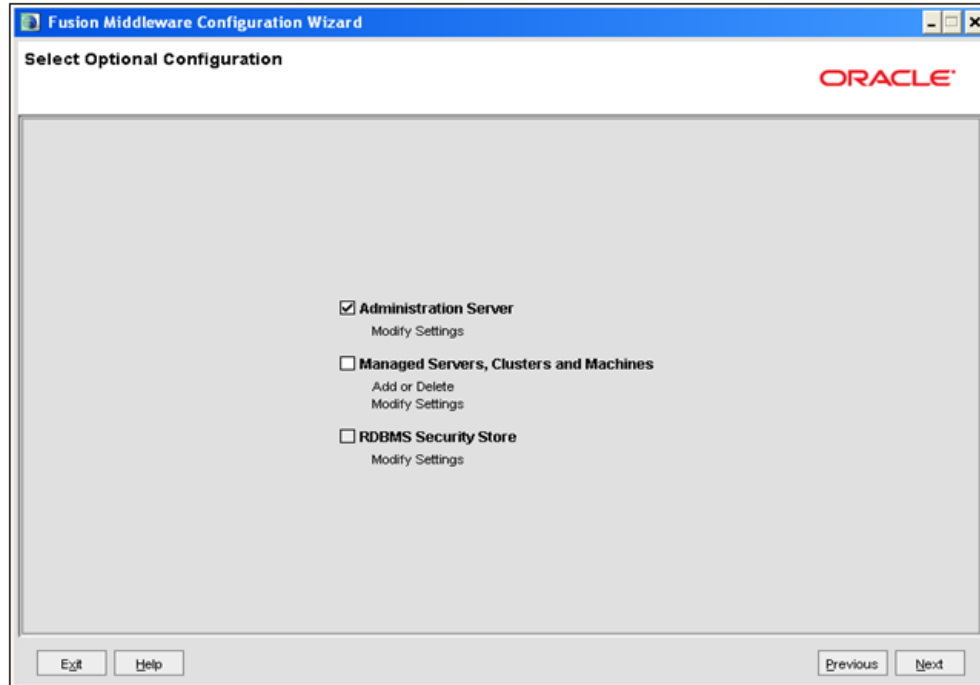 Fusion Middleware Configuration Wizard
Select Optional Configuration
ORACLE
Administration Server
Modify Settings
Managed Servers, Clusters and Machines
Add or Delete
Modify Settings
RDBMS Security Store
Modify Settings
Exit Help Previous Next